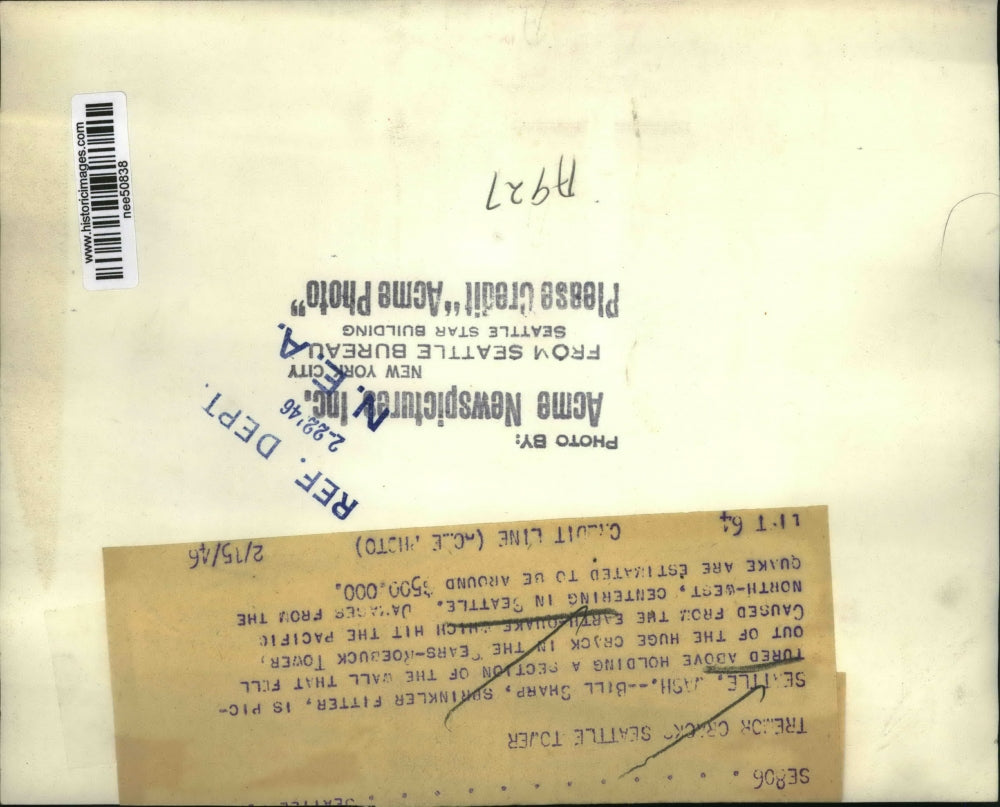 www.historicimages.com
nee50838
A927
PHOTO BY:
Acme Newspictures Inc.
NEW YORK CITY
FROM SEATTLE BUREAU
SEATTLE STAR BUILDING
Please Credit "Acme Photo"
REF. DEPT.
2-22'46
N.E.A.
SEATTLE
SE806 . . . . . . . . . . .
TREMOR CRACKS SEATTLE TOWER
SEATTLE, WASH.--BILL SHARP, SPRINKLER FITTER, IS PIC-
TURED ABOVE HOLDING A SECTION OF THE WALL THAT FELL
OUT OF THE HUGE CRACK IN THE SEARS-ROEBUCK TOWER,
CAUSED FROM THE EARTHQUAKE WHICH HIT THE PACIFIC
NORTH-WEST, CENTERING IN SEATTLE. DAMAGES FROM THE
QUAKE ARE ESTIMATED TO BE AROUND $500,000.
64 CREDIT LINE (ACME PHOTO) 2/15/46